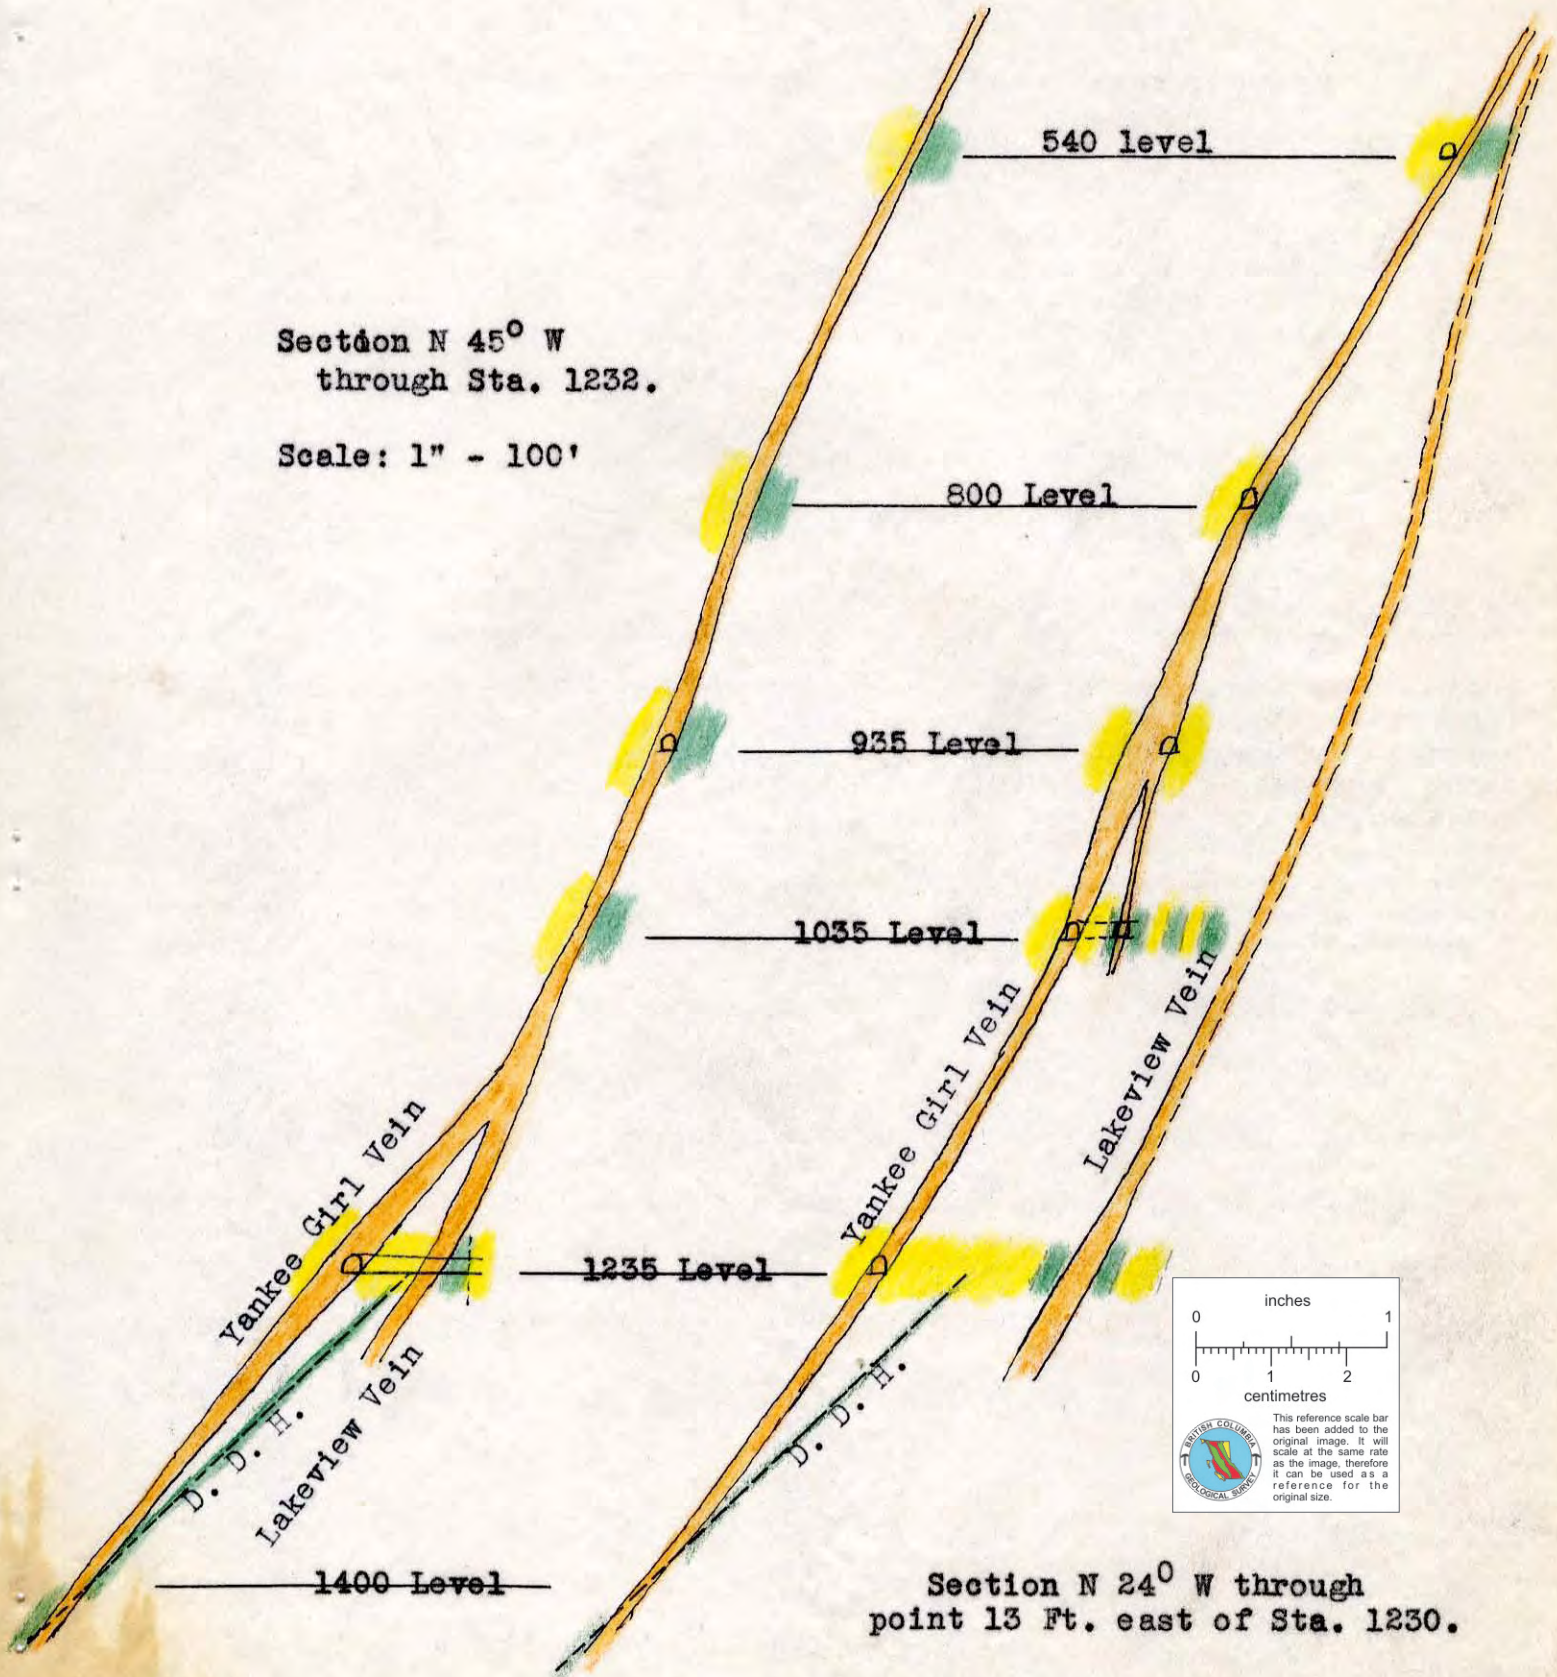 540 level
Sectdon N 45° W
through Sta. 1232.
Scale: 1" - 100'
800 Level
935 Level
1035 Level
Yankee Girl Vein
Lakeview Vein
Yankee Girl Vein
Lakeview Vein
1235 Level
D. D. H.
D. D. H.
1400 Level
Section N 24° W through
point 13 Ft. east of Sta. 1230.
inches
0 1
0 1 2
centimetres
BRITISH COLUMBIA
GEOLOGICAL SURVEY
This reference scale bar
has been added to the
original image. It will
scale at the same rate
as the image, therefore
it can be used as a
reference for the
original size.